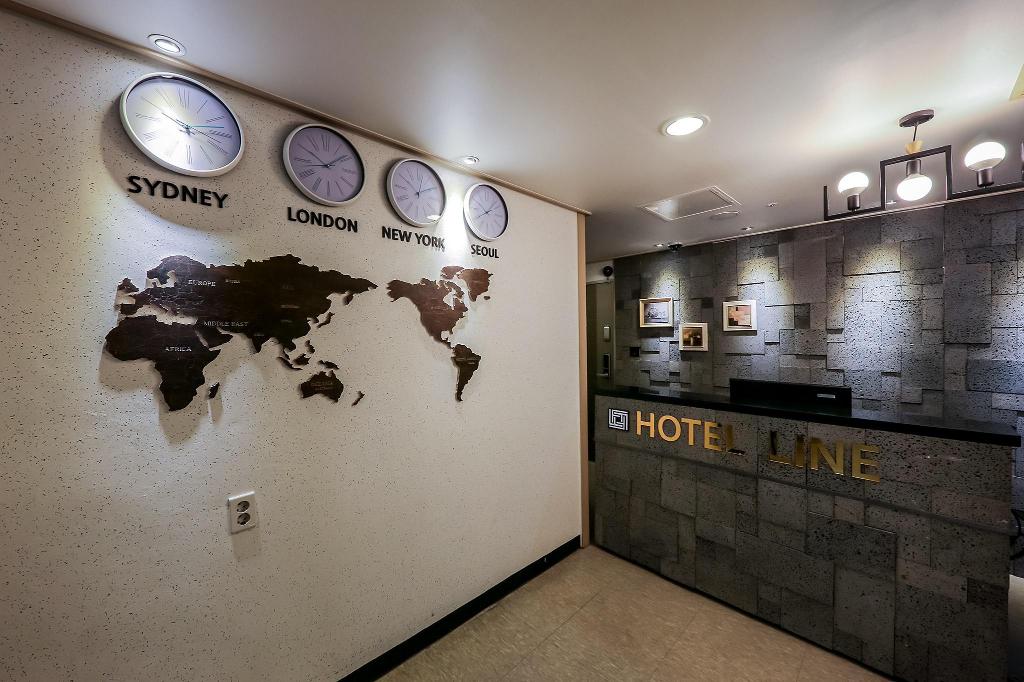 SYDNEY
LONDON
NEW YORK
SEOUL
EUROPE
MIDDLE EAST
AFRICA
HOTEL LINE